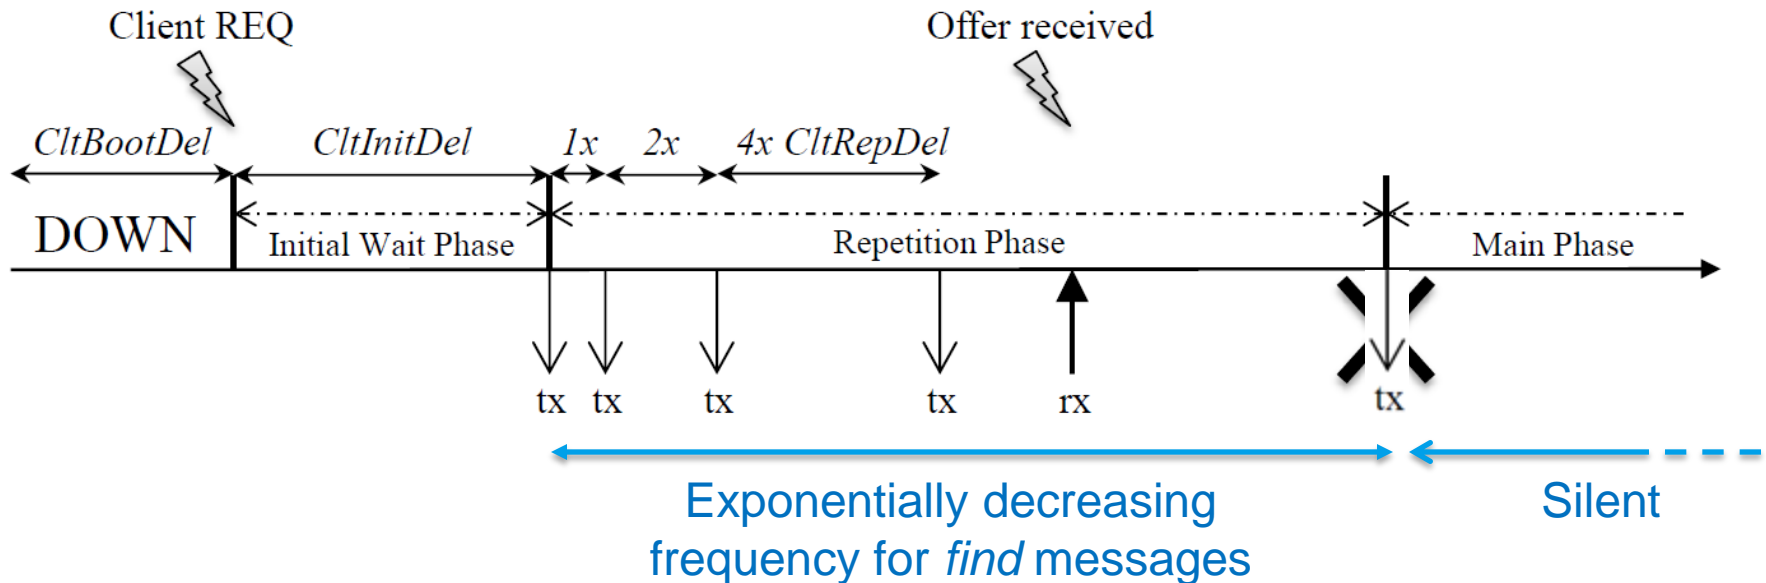 Client REQ
Offer received
CltBootDel
CltInitDel
1x
2x
4x CltRepDel
DOWN
Initial Wait Phase
Repetition Phase
Main Phase
tx
tx
tx
tx
rx
tx
Exponentially decreasing
frequency for find messages
Silent